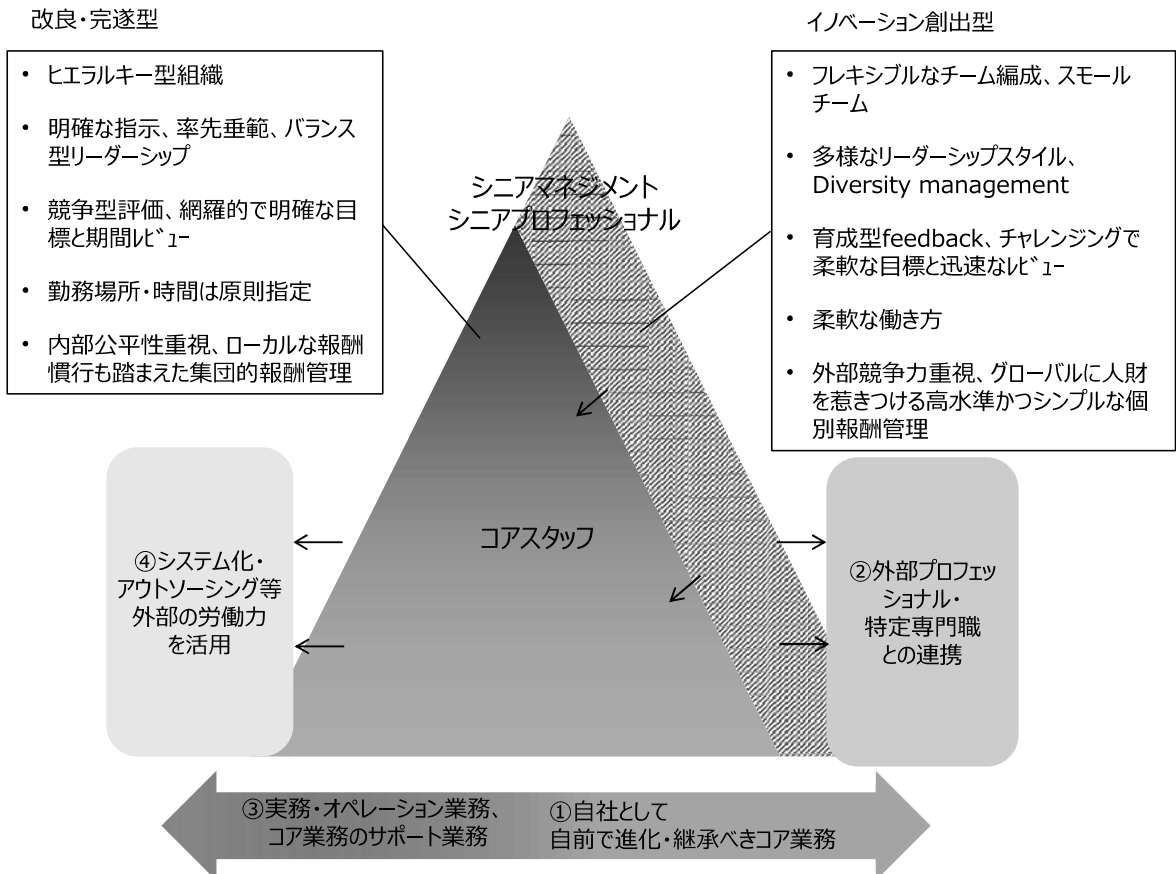 改良・完遂型
• ヒエラルキー型組織
• 明確な指示、率先垂範、バランス
型リーダーシップ
• 競争型評価、網羅的で明確な目
標と期間ﾚﾋﾞｭｰ
• 勤務場所・時間は原則指定
• 内部公平性重視、ローカルな報酬
慣行も踏まえた集団的報酬管理
イノベーション創出型
• フレキシブルなチーム編成、スモール
チーム
• 多様なリーダーシップスタイル、
Diversity management
• 育成型feedback、チャレンジングで
柔軟な目標と迅速なﾚﾋﾞｭｰ
• 柔軟な働き方
• 外部競争力重視、グローバルに人財
を惹きつける高水準かつシンプルな個
別報酬管理
シニアマネジメント
シニアプロフェッショナル
コアスタッフ
④システム化・
アウトソーシング等
外部の労働力
を活用
②外部プロフェッ
ショナル・
特定専門職
との連携
③実務・オペレーション業務、
コア業務のサポート業務
①自社として
自前で進化・継承べきコア業務